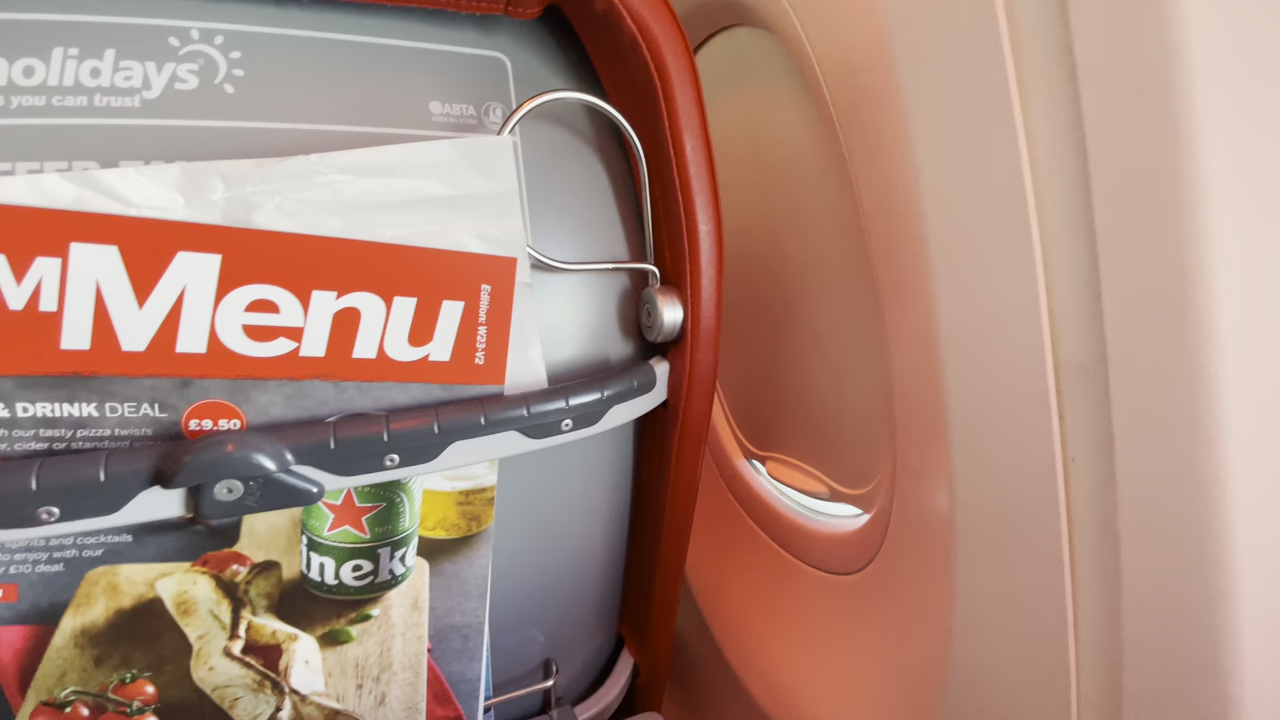 holidays
you can trust
ABTA
Menu
Edition: W23-V2
& DRINK DEAL
£9.50
our tasty pizza twists
cider or standard
spirits and cocktails
to enjoy with our
£10 deal.